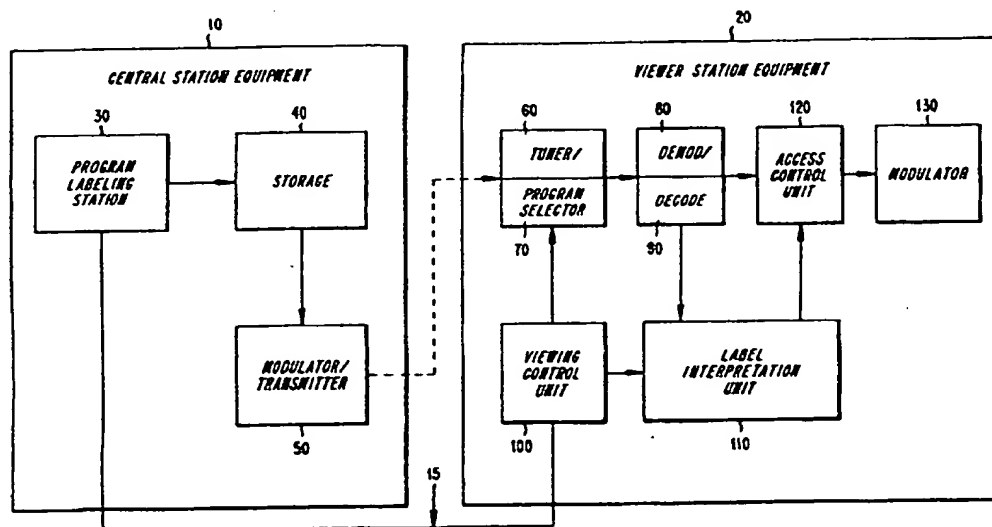 10
CENTRAL STATION EQUIPMENT
30
PROGRAM
LABELING
STATION
40
STORAGE
MODULATOR/
TRANSMITTER
50
15
20
VIEWER STATION EQUIPMENT
60
TUNER/
PROGRAM
SELECTOR
70
80
DEMOD/
DECODE
90
120
ACCESS
CONTROL
UNIT
130
MODULATOR
VIEWING
CONTROL
UNIT
100
LABEL
INTERPRETATION
UNIT
110